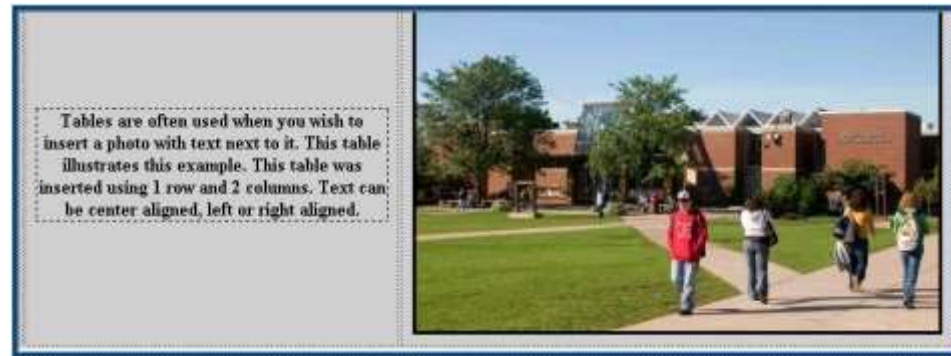 Tables are often used when you wish to
insert a photo with text next to it. This table
illustrates this example. This table was
inserted using 1 row and 2 columns. Text can
be center aligned, left or right aligned.